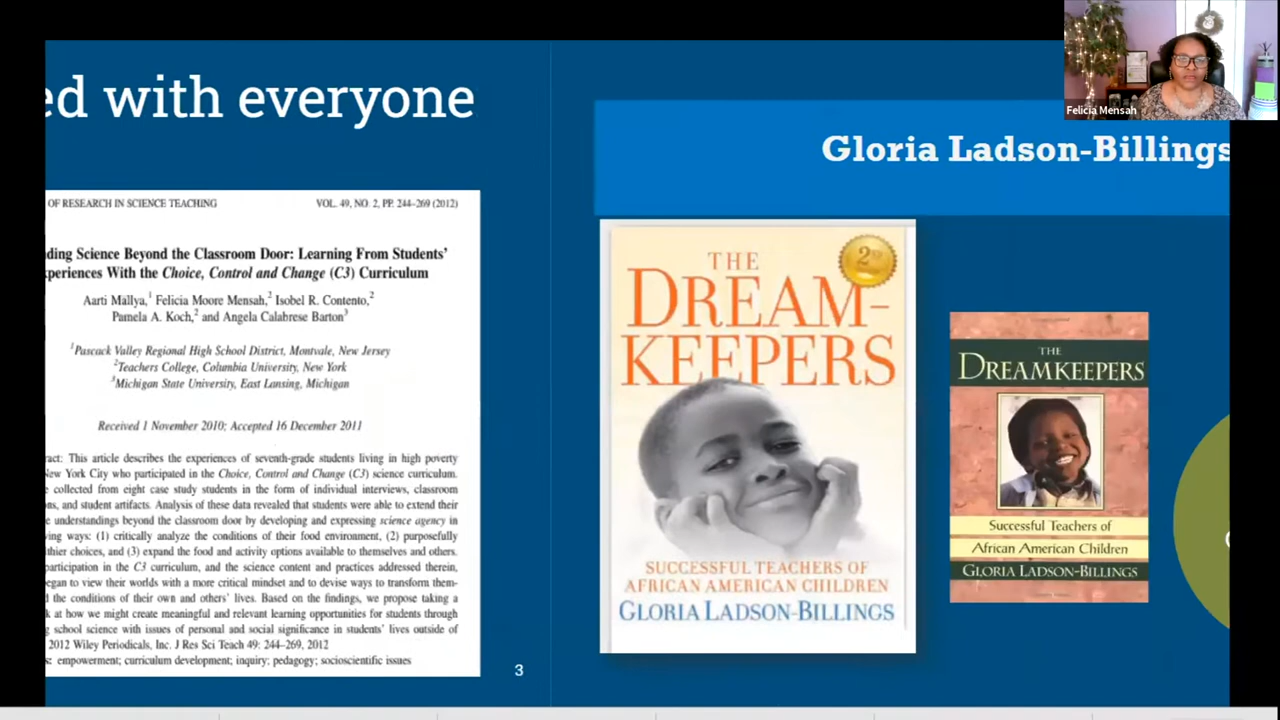 ed with everyone
OF RESEARCH IN SCIENCE TEACHING VOL. 49, NO. 2, PP. 244–269 (2012)
ding Science Beyond the Classroom Door: Learning From Students'
periences With the Choice, Control and Change (C3) Curriculum
Aarti Mallya,1 Felicia Moore Mensah,2 Isobel R. Contento,2
Pamela A. Koch,2 and Angela Calabrese Barton3
1Pascack Valley Regional High School District, Montvale, New Jersey
2Teachers College, Columbia University, New York
3Michigan State University, East Lansing, Michigan
Received 1 November 2010; Accepted 16 December 2011
ract: This article describes the experiences of seventh-grade students living in high poverty
New York City who participated in the Choice, Control and Change (C3) science curriculum.
e collected from eight case study students in the form of individual interviews, classroom
ons, and student artifacts. Analysis of these data revealed that students were able to extend their
e understandings beyond the classroom door by developing and expressing science agency in
ving ways: (1) critically analyze the conditions of their food environment, (2) purposefully
lthier choices, and (3) expand the food and activity options available to themselves and others.
participation in the C3 curriculum, and the science content and practices addressed therein,
egan to view their worlds with a more critical mindset and to devise ways to transform them-
d the conditions of their own and others' lives. Based on the findings, we propose taking a
k at how we might create meaningful and relevant learning opportunities for students through
g school science with issues of personal and social significance in students' lives outside of
2012 Wiley Periodicals, Inc. J Res Sci Teach 49: 244–269, 2012
s: empowerment; curriculum development; inquiry; pedagogy; socioscientific issues
3
Gloria Ladson-Billings
THE
DREAM-
KEEPERS
SUCCESSFUL TEACHERS OF
AFRICAN AMERICAN CHILDREN
GLORIA LADSON-BILLINGS
THE
DREAMKEEPERS
Successful Teachers of
African American Children
GLORIA LADSON-BILLINGS
Felicia Mensah